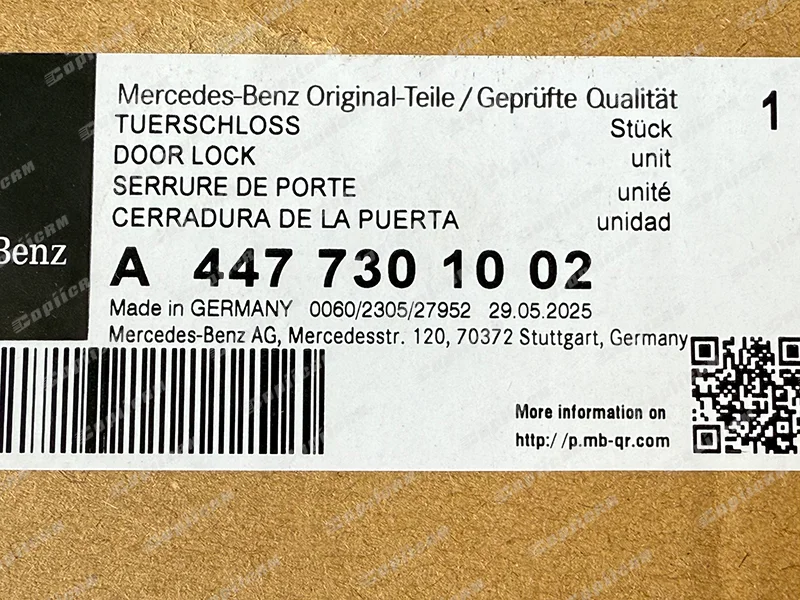 Mercedes-Benz Original-Teile / Geprüfte Qualität 1
TUERSCHLOSS Stück
DOOR LOCK unit
SERRURE DE PORTE unité
CERRADURA DE LA PUERTA unidad
Benz
A 447 730 10 02
Made in GERMANY 0060/2305/27952 29.05.2025
Mercedes-Benz AG, Mercedesstr. 120, 70372 Stuttgart, Germany
More information on
http://p.mb-qr.com
CopiiCRM